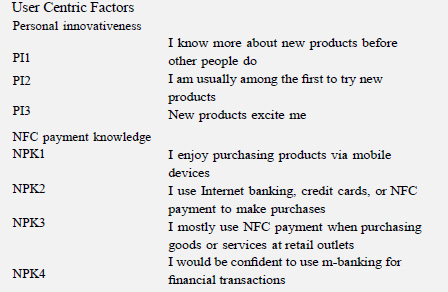 User Centric Factors
Personal innovativeness
PI1 I know more about new products before
other people do
PI2 I am usually among the first to try new
products
PI3 New products excite me
NFC payment knowledge
NPK1 I enjoy purchasing products via mobile
devices
NPK2 I use Internet banking, credit cards, or NFC
payment to make purchases
NPK3 I mostly use NFC payment when purchasing
goods or services at retail outlets
NPK4 I would be confident to use m-banking for
financial transactions